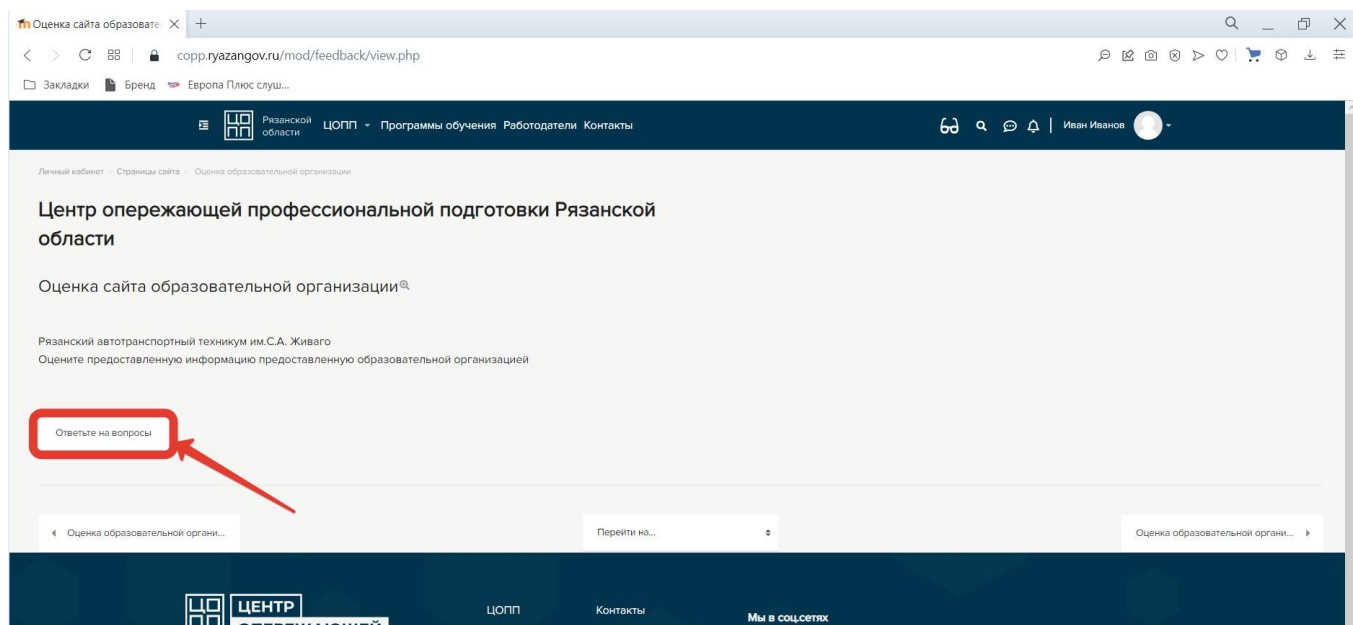 Оценка сайта образовате
copp.ryazangov.ru/mod/feedback/view.php
Закладки Бренд Европа Плюс слуш...
ЦОПП Рязанской области ЦОПП Программы обучения Работодатели Контакты Иван Иванов
Личный кабинет - Страницы сайта - Оценка образовательной организации
Центр опережающей профессиональной подготовки Рязанской
области
Оценка сайта образовательной организации
Рязанский автотранспортный техникум им.С.А. Живаго
Оцените предоставленную информацию предоставленную образовательной организацией
Ответьте на вопросы
Оценка образовательной органи... Перейти на... Оценка образовательной органи...
ЦЕНТР ЦОПП Контакты Мы в соц.сетях